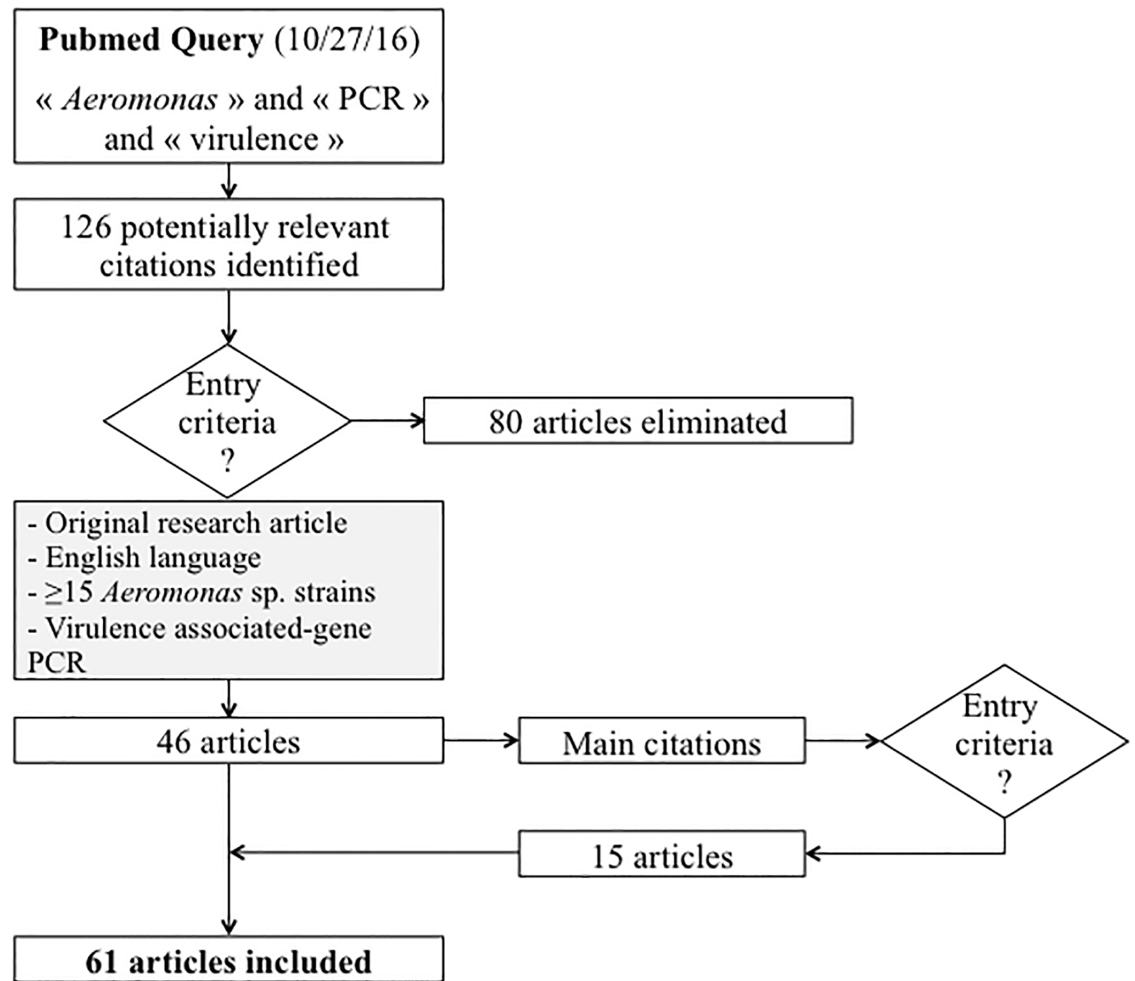 Pubmed Query (10/27/16)
« Aeromonas » and « PCR »
and « virulence »
126 potentially relevant
citations identified
Entry
criteria
?
80 articles eliminated
- Original research article
- English language
- ≥15 Aeromonas sp. strains
- Virulence associated-gene
PCR
46 articles
Main citations
Entry
criteria
?
15 articles
61 articles included